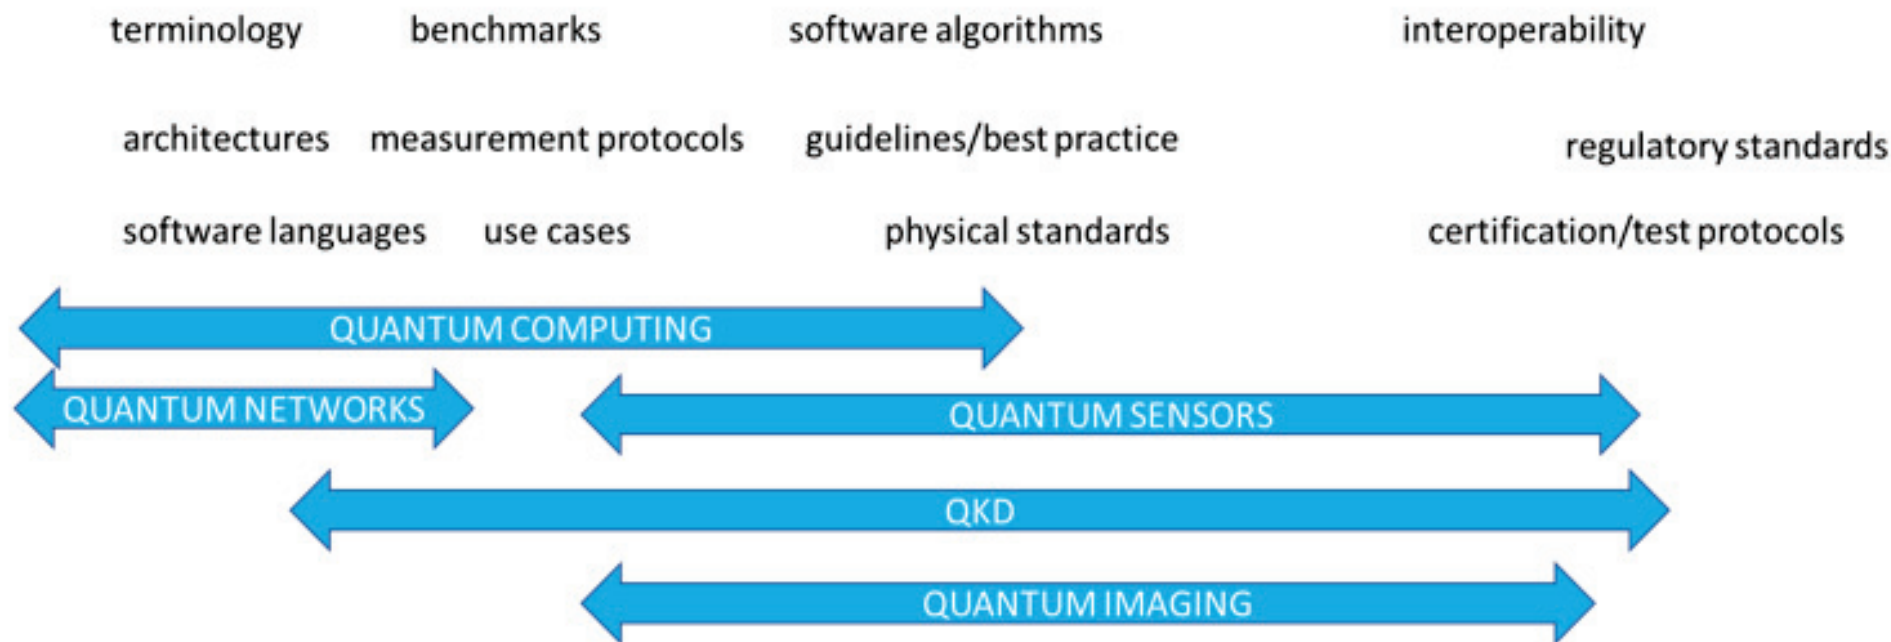 terminology benchmarks software algorithms interoperability
architectures measurement protocols guidelines/best practice regulatory standards
software languages use cases physical standards certification/test protocols
QUANTUM COMPUTING
QUANTUM NETWORKS QUANTUM SENSORS
QKD
QUANTUM IMAGING